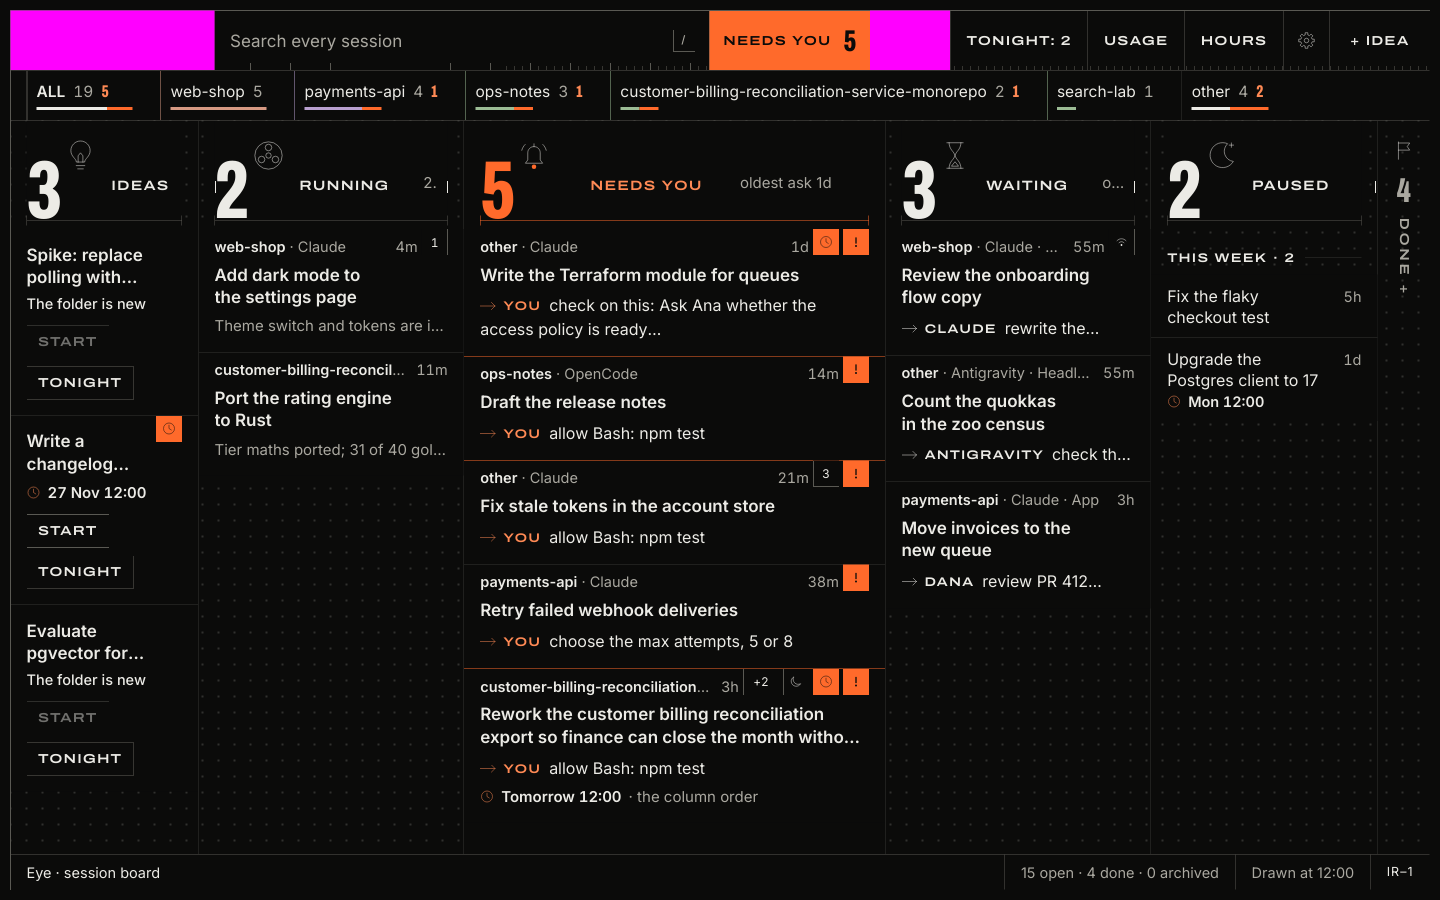 Search every session /
NEEDS YOU 5
TONIGHT: 2
USAGE
HOURS
+ IDEA
ALL 19 5
web-shop 5
payments-api 4 1
ops-notes 3 1
customer-billing-reconciliation-service-monorepo 2 1
search-lab 1
other 4 2
3 IDEAS
Spike: replace
polling with...
The folder is new
START
TONIGHT
Write a
changelog...
27 Nov 12:00
START
TONIGHT
Evaluate
pgvector for...
The folder is new
START
TONIGHT
2 RUNNING 2.
web-shop · Claude 4m 1
Add dark mode to
the settings page
Theme switch and tokens are i...
customer-billing-reconcil... 11m
Port the rating engine
to Rust
Tier maths ported; 31 of 40 gol...
5 NEEDS YOU oldest ask 1d
other · Claude 1d !
Write the Terraform module for queues
→ YOU check on this: Ask Ana whether the
access policy is ready...
ops-notes · OpenCode 14m !
Draft the release notes
→ YOU allow Bash: npm test
other · Claude 21m 3 !
Fix stale tokens in the account store
→ YOU allow Bash: npm test
payments-api · Claude 38m !
Retry failed webhook deliveries
→ YOU choose the max attempts, 5 or 8
customer-billing-reconciliation... 3h +2 !
Rework the customer billing reconciliation
export so finance can close the month witho...
→ YOU allow Bash: npm test
Tomorrow 12:00 · the column order
3 WAITING o...
web-shop · Claude · ... 55m
Review the onboarding
flow copy
→ CLAUDE rewrite the...
other · Antigravity · Headl... 55m
Count the quokkas
in the zoo census
→ ANTIGRAVITY check th...
payments-api · Claude · App 3h
Move invoices to the
new queue
→ DANA review PR 412...
2 PAUSED
THIS WEEK · 2
Fix the flaky 5h
checkout test
Upgrade the 1d
Postgres client to 17
Mon 12:00
4 DONE +
Eye · session board
15 open · 4 done · 0 archived
Drawn at 12:00
IR–1